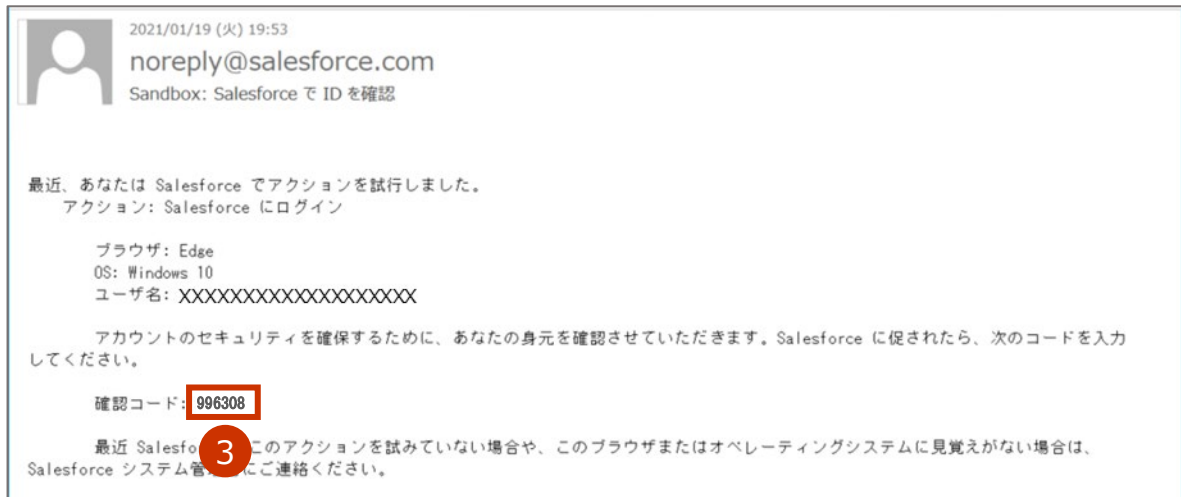 2021/01/19 (火) 19:53
noreply@salesforce.com
Sandbox: Salesforce で ID を確認
最近、あなたは Salesforce でアクションを試行しました。
アクション: Salesforce にログイン
ブラウザ: Edge
OS: Windows 10
ユーザ名: XXXXXXXXXXXXXXXXXXX
アカウントのセキュリティを確保するために、あなたの身元を確認させていただきます。Salesforce に促されたら、次のコードを入力
してください。
確認コード: 996308
3
最近 Salesfo このアクションを試みていない場合や、このブラウザまたはオペレーティングシステムに見覚えがない場合は、
Salesforce システム管 にご連絡ください。